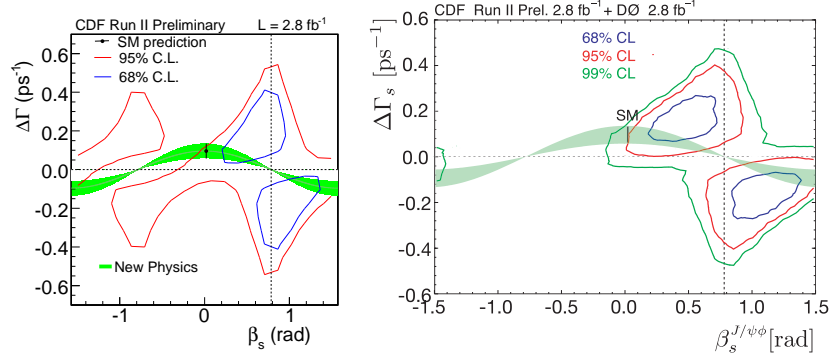 CDF Run II Preliminary L = 2.8 fb⁻¹
SM prediction
95% C.L.
68% C.L.
New Physics
ΔΓ (ps⁻¹)
0.6
0.4
0.2
0.0
-0.2
-0.4
-0.6
-1 0 1
βs (rad)
CDF Run II Prel. 2.8 fb⁻¹ + DØ 2.8 fb⁻¹
68% CL
95% CL
99% CL
SM
ΔΓs [ps⁻¹]
0.6
0.4
0.2
0.0
-0.2
-0.4
-0.6
-1.5 -1.0 -0.5 0.0 0.5 1.0 1.5
βs^J/ψϕ [rad]